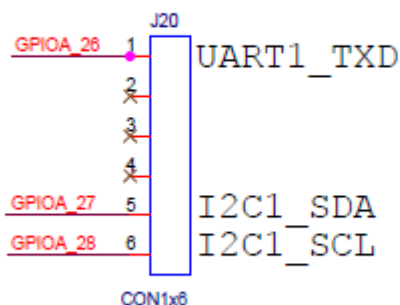 J20
GPIOA_26 1 UART1_TXD
2
3
4
GPIOA_27 5 I2C1_SDA
GPIOA_28 6 I2C1_SCL
CON1x6